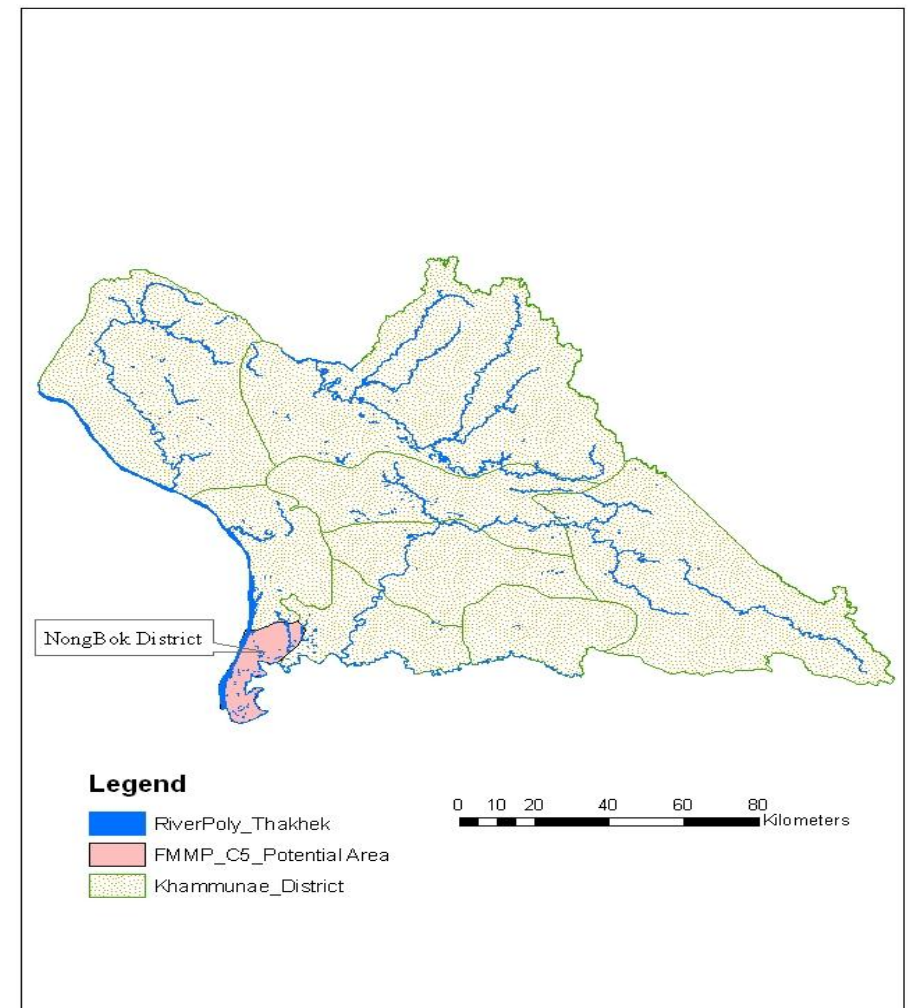 NongBok District
Legend
RiverPoly_Thakhek
FMMP_C5_Potential Area
Khammunae_District
0 10 20 40 60 80
Kilometers